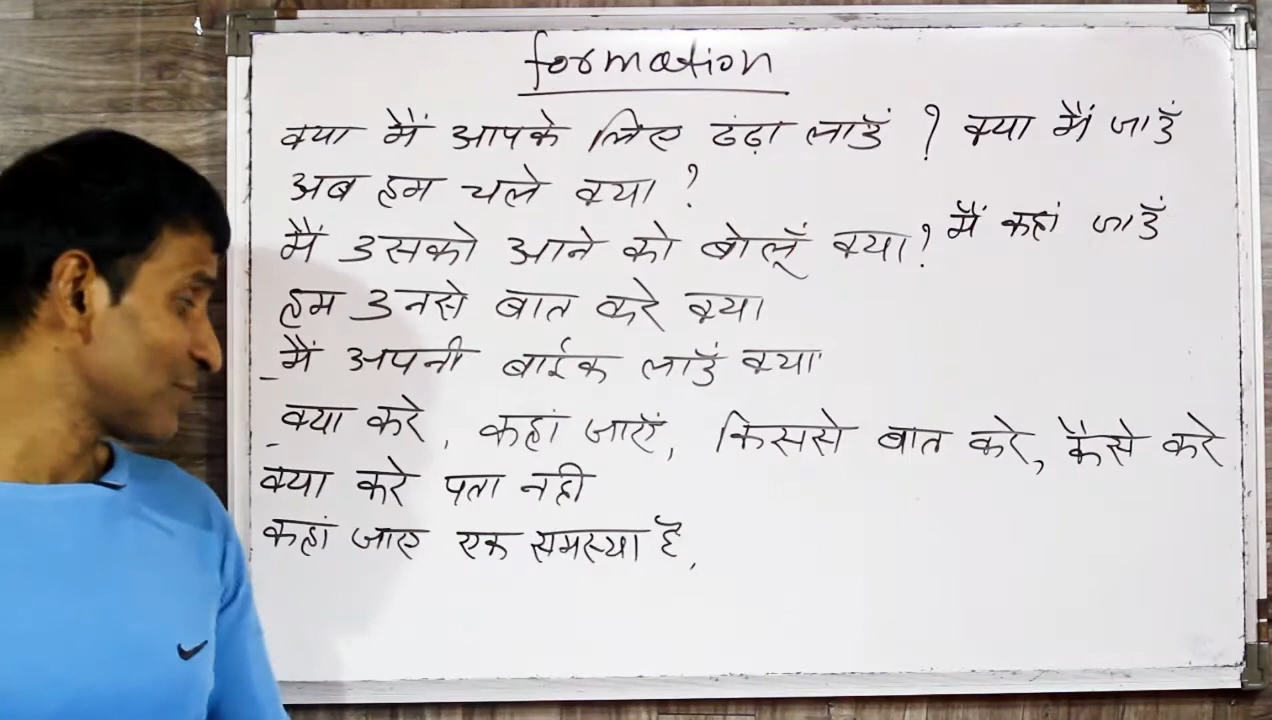 formation
क्या मैं आपके लिए ठंढ़ा लाऊँ ? क्या मैं जाऊँ
अब हम चले क्या ?
मैं उसको आने को बोलूँ क्या ? मैं कहां जाऊँ
हम उनसे बात करे क्या
मैं अपनी बाईक लाऊँ क्या
क्या करे, कहां जाएँ, किससे बात करे, कैसे करे
क्या करे पता नही
कहां जाए एक समस्या है,